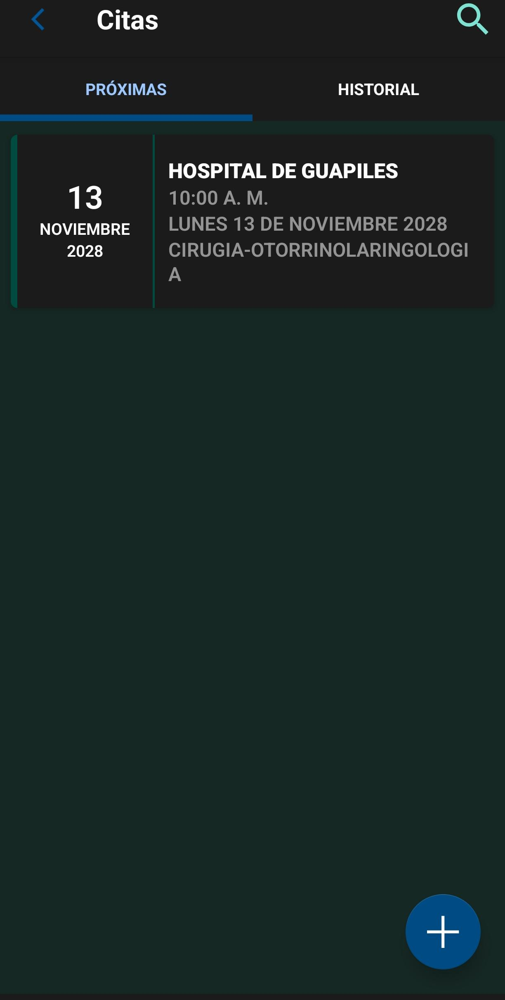 Citas
PRÓXIMAS
HISTORIAL
13
NOVIEMBRE
2028
HOSPITAL DE GUAPILES
10:00 A. M.
LUNES 13 DE NOVIEMBRE 2028
CIRUGIA-OTORRINOLARINGOLOGI
A